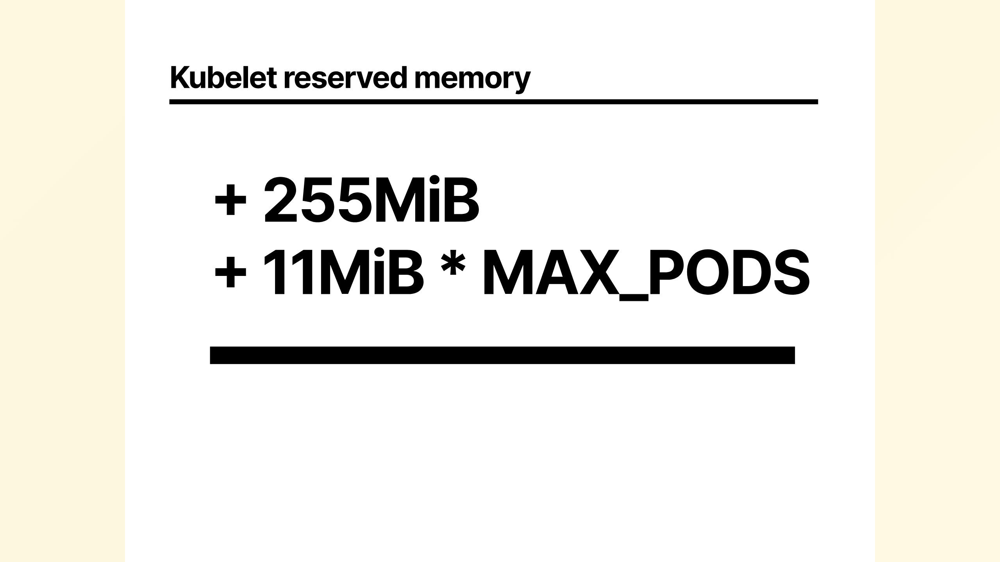 Kubelet reserved memory
+ 255MiB
+ 11MiB * MAX_PODS